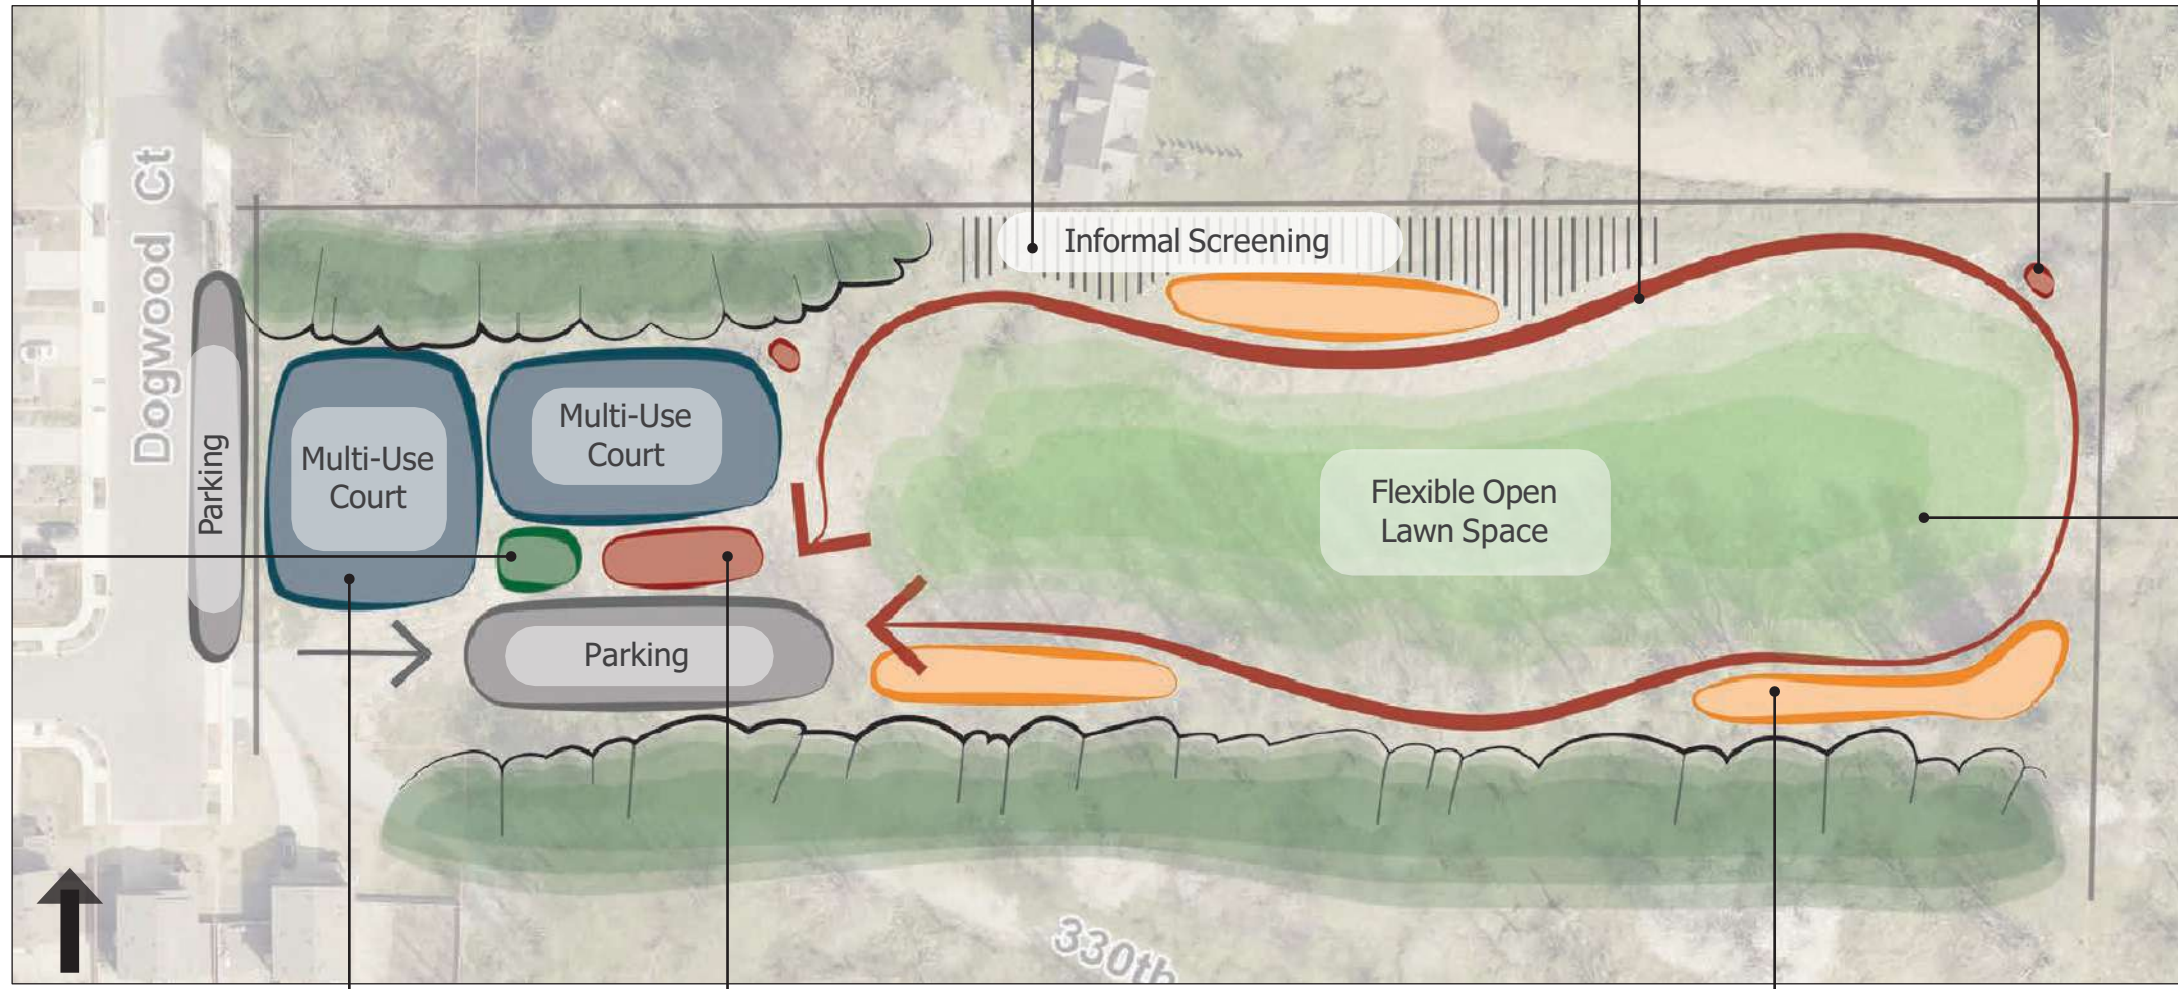 Dogwood Ct
Informal Screening
Parking
Multi-Use
Court
Multi-Use
Court
Flexible Open
Lawn Space
Parking
330th